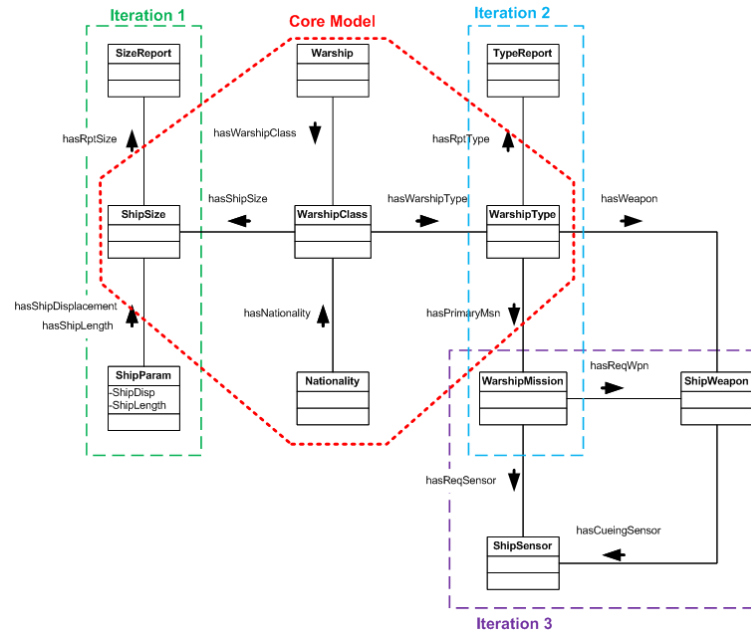 Iteration 1
Core Model
Iteration 2
SizeReport
Warship
TypeReport
hasRptSize
hasWarshipClass
hasRptType
hasShipSize
hasWarshipType
hasWeapon
ShipSize
WarshipClass
WarshipType
hasShipDisplacement
hasShipLength
hasNationality
hasPrimaryMsn
ShipParam
-ShipDisp
-ShipLength
Nationality
WarshipMission
hasReqWpn
ShipWeapon
hasReqSensor
hasCueingSensor
ShipSensor
Iteration 3